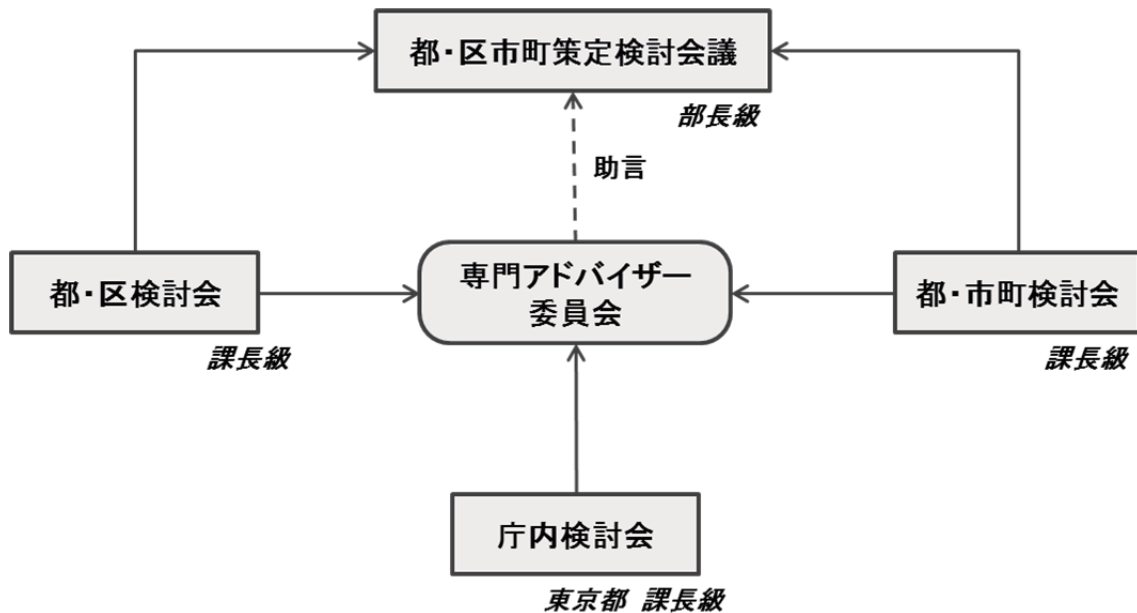 都・区市町策定検討会議
部長級
助言
都・区検討会
課長級
専門アドバイザー
委員会
都・市町検討会
課長級
庁内検討会
東京都 課長級